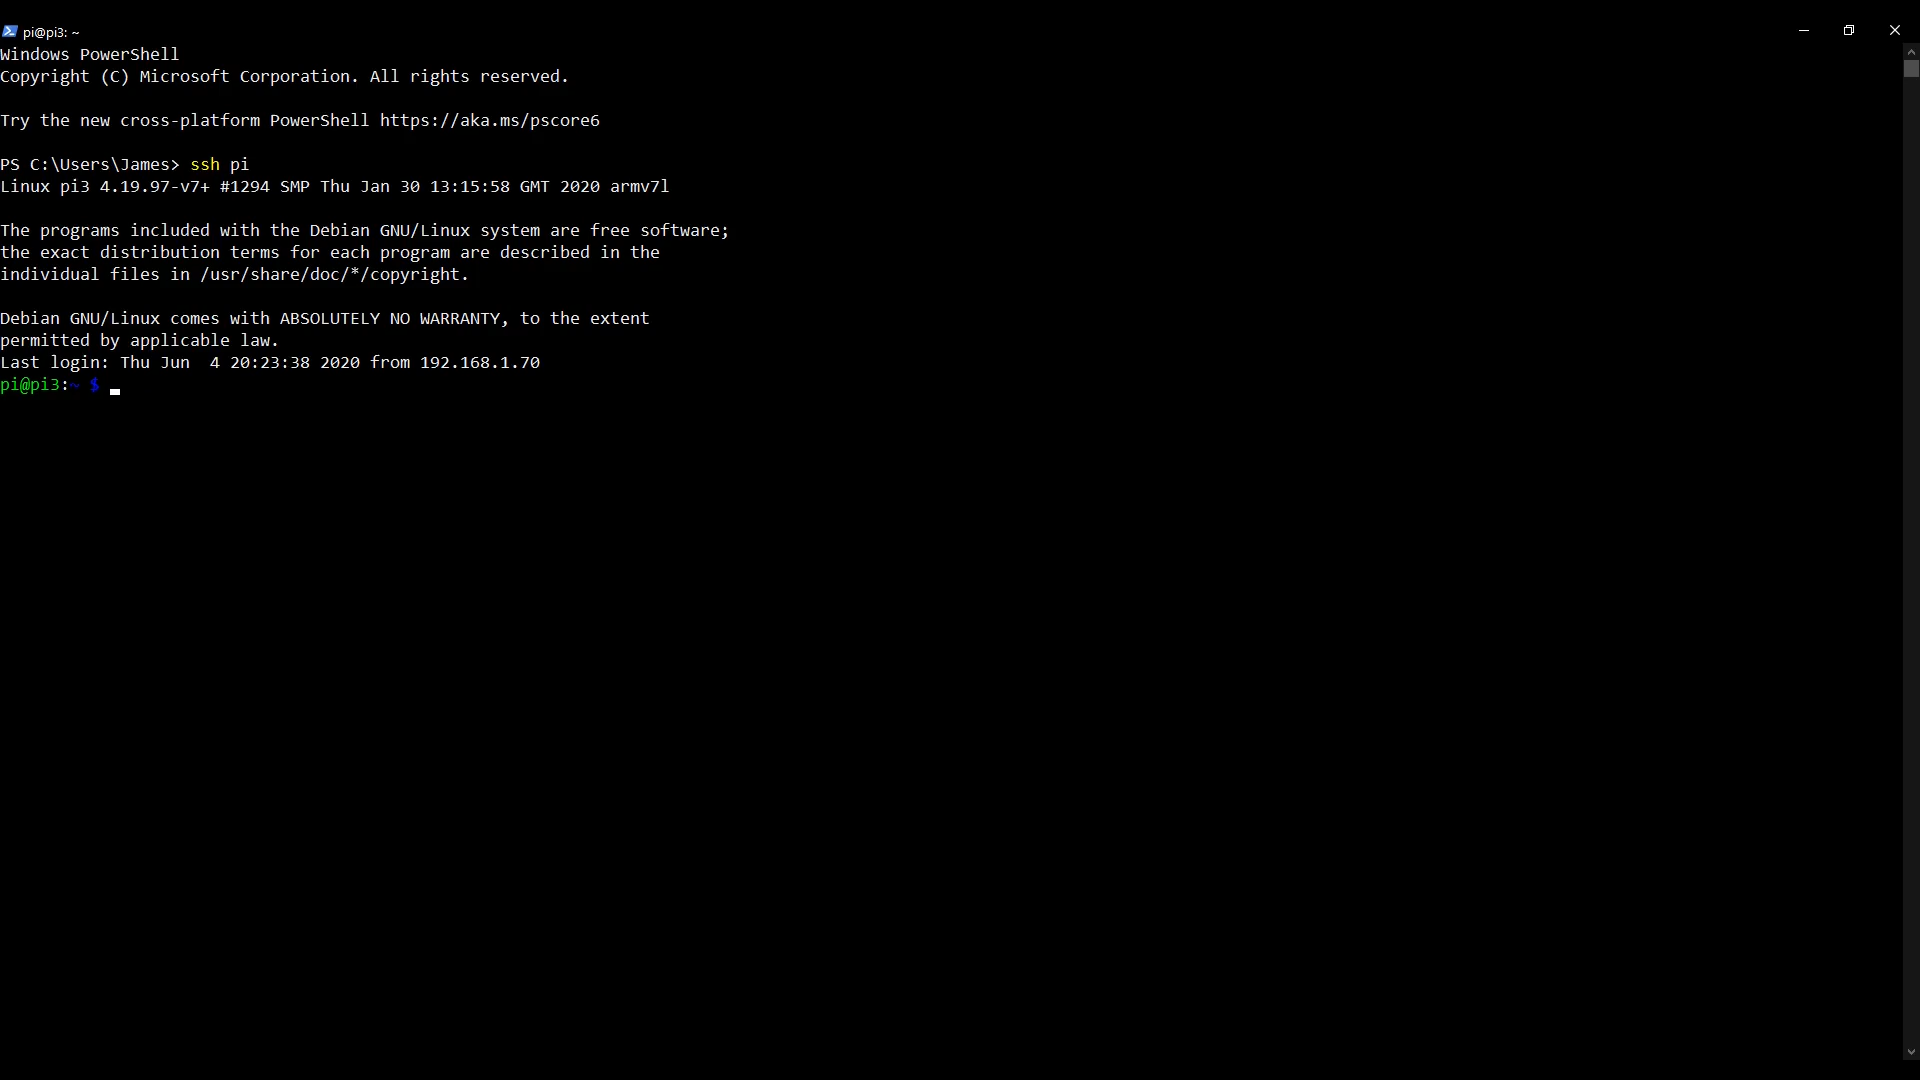 pi@pi3: ~
Windows PowerShell
Copyright (C) Microsoft Corporation. All rights reserved.
Try the new cross-platform PowerShell https://aka.ms/pscore6
PS C:\Users\James> ssh pi
Linux pi3 4.19.97-v7+ #1294 SMP Thu Jan 30 13:15:58 GMT 2020 armv7l
The programs included with the Debian GNU/Linux system are free software;
the exact distribution terms for each program are described in the
individual files in /usr/share/doc/*/copyright.
Debian GNU/Linux comes with ABSOLUTELY NO WARRANTY, to the extent
permitted by applicable law.
Last login: Thu Jun  4 20:23:38 2020 from 192.168.1.70
pi@pi3:~ $